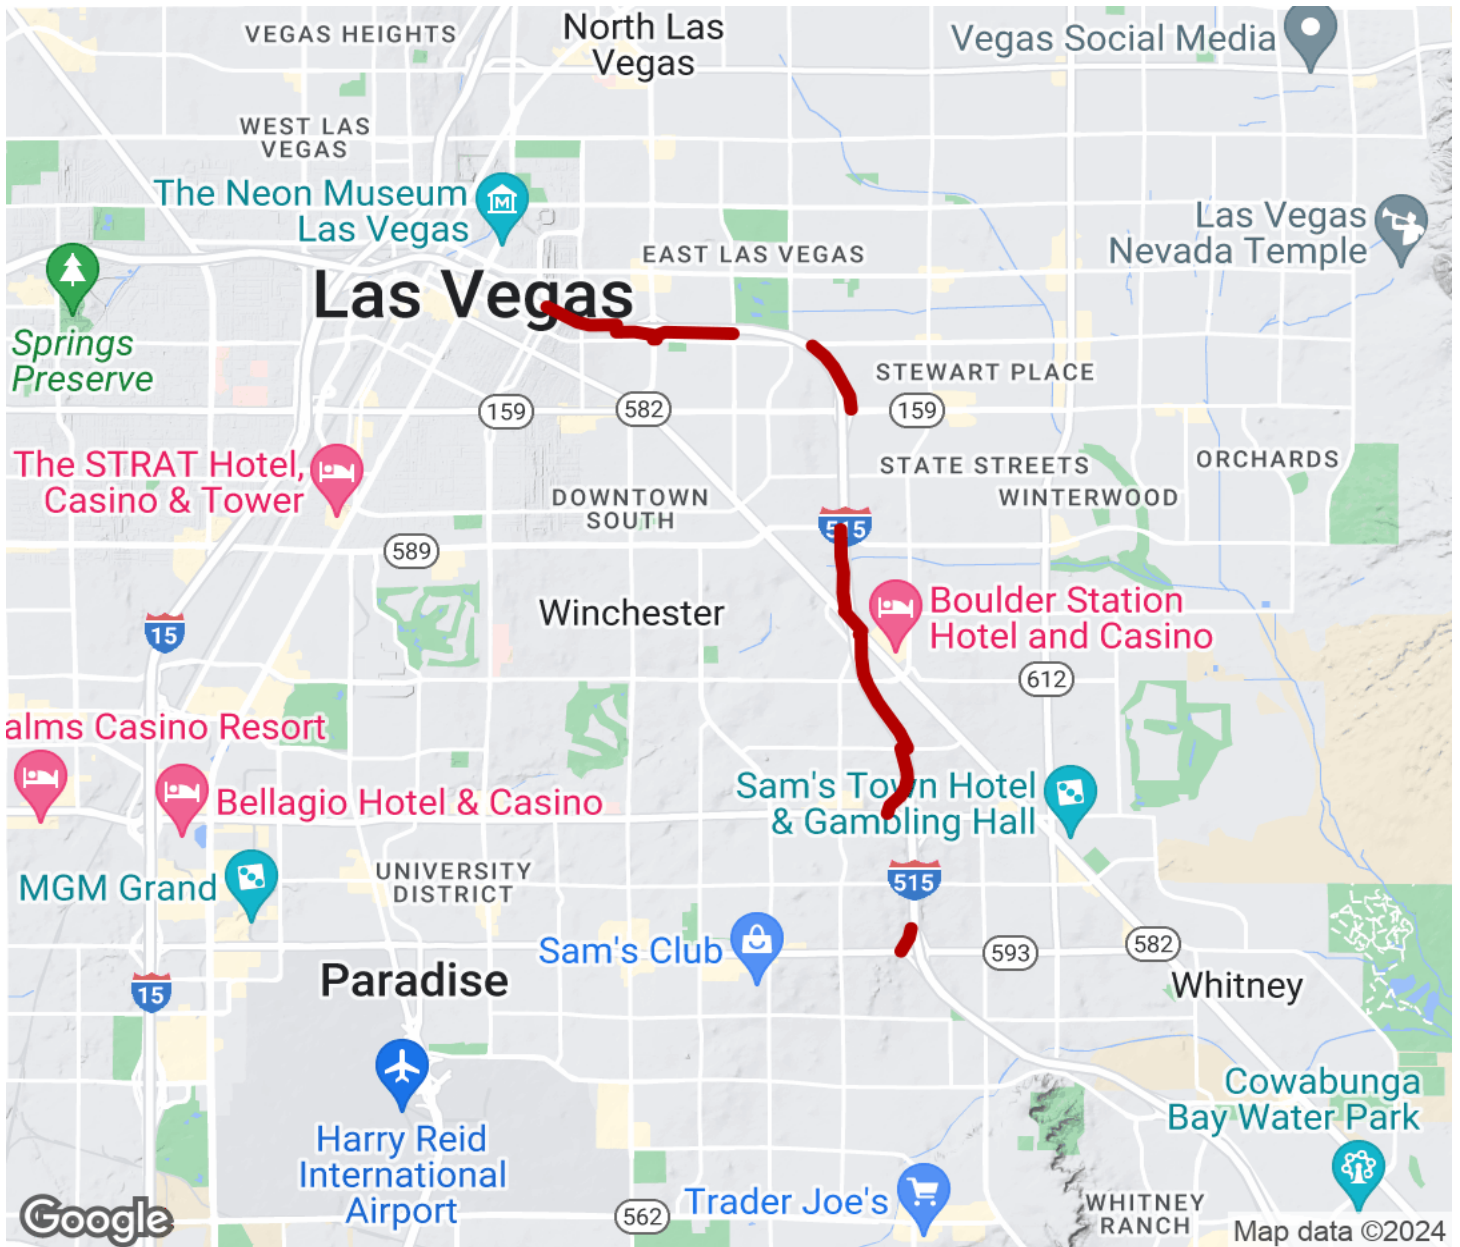 VEGAS HEIGHTS
North Las
Vegas
Vegas Social Media
WEST LAS
VEGAS
The Neon Museum
Las Vegas
Las Vegas
Nevada Temple
EAST LAS VEGAS
Las Vegas
Springs
Preserve
STEWART PLACE
159
582
159
The STRAT Hotel,
Casino & Tower
STATE STREETS
ORCHARDS
WINTERWOOD
DOWNTOWN
SOUTH
515
589
Boulder Station
Hotel and Casino
Winchester
15
612
alms Casino Resort
Sam's Town Hotel
& Gambling Hall
Bellagio Hotel & Casino
UNIVERSITY
DISTRICT
MGM Grand
515
Sam's Club
593
582
Paradise
15
Whitney
Cowabunga
Bay Water Park
Harry Reid
International
Airport
Trader Joe's
WHITNEY
RANCH
562
Google
Map data ©2024